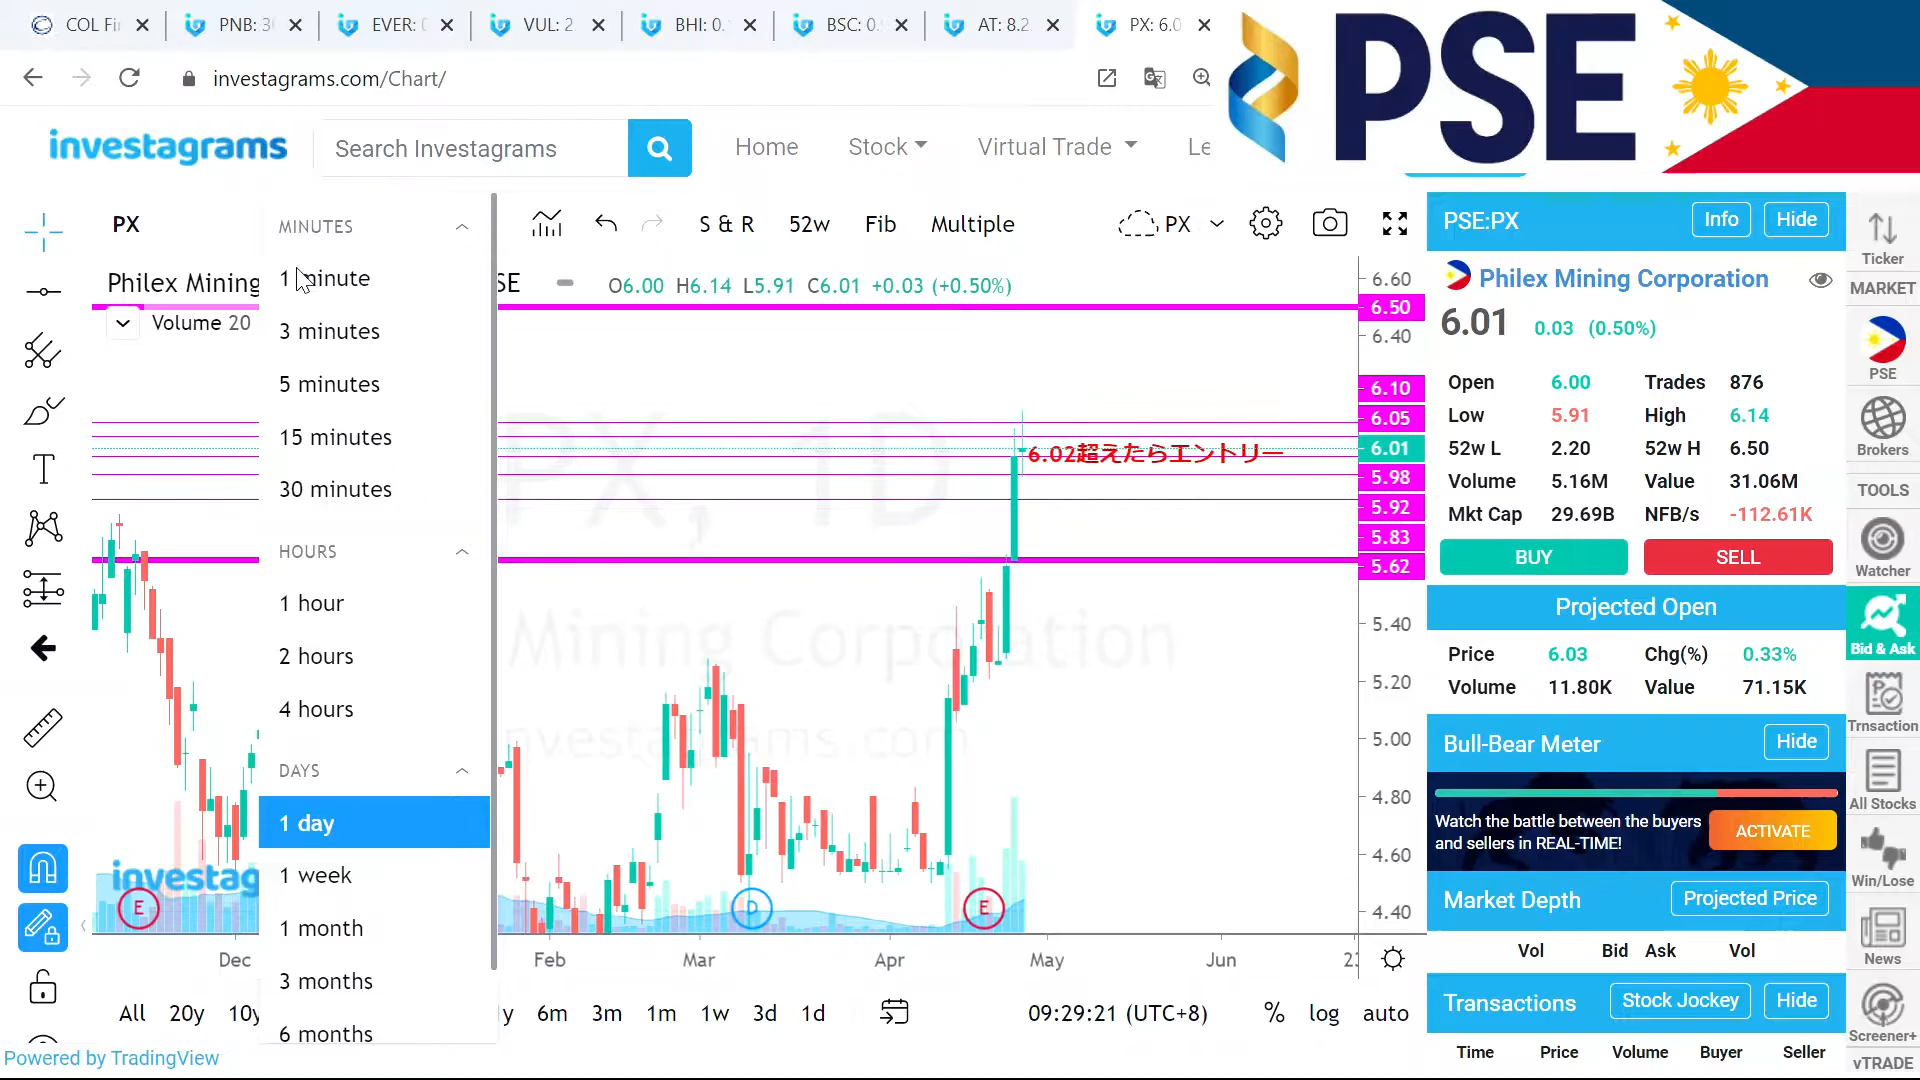 COL Fi
PNB: 3
EVER:
VUL: 2
BHI: 0.
BSC: 0.
AT: 8.2
PX: 6.0
PSE
investagrams.com/Chart/
investagrams
Search Investagrams
Home
Stock
Virtual Trade
Le
PX
S & R
52w
Fib
Multiple
PX
Philex Mining
SE
O6.00 H6.14 L5.91 C6.01 +0.03 (+0.50%)
Volume 20
MINUTES
1 minute
3 minutes
5 minutes
15 minutes
30 minutes
HOURS
1 hour
2 hours
4 hours
DAYS
1 day
1 week
1 month
3 months
6 months
PX, 1D
Mining Corporation
investagrams.com
6.02超えたらエントリー
investag
E
D
E
6.60
6.50
6.40
6.10
6.05
6.01
5.98
5.92
5.83
5.62
5.40
5.20
5.00
4.80
4.60
4.40
Dec
Feb
Mar
Apr
May
Jun
All
20y
10y
y
6m
3m
1m
1w
3d
1d
09:29:21 (UTC+8)
%
log
auto
Powered by TradingView
PSE:PX
Info
Hide
Philex Mining Corporation
6.01 0.03 (0.50%)
Open 6.00 Trades 876
Low 5.91 High 6.14
52w L 2.20 52w H 6.50
Volume 5.16M Value 31.06M
Mkt Cap 29.69B NFB/s -112.61K
BUY
SELL
Projected Open
Price 6.03 Chg(%) 0.33%
Volume 11.80K Value 71.15K
Bull-Bear Meter
Hide
Watch the battle between the buyers
and sellers in REAL-TIME!
ACTIVATE
Market Depth
Projected Price
Vol Bid Ask Vol
Transactions
Stock Jockey
Hide
Time Price Volume Buyer Seller
Ticker
MARKET
PSE
Brokers
TOOLS
Watcher
Bid & Ask
Trnsaction
All Stocks
Win/Lose
News
Screener+
vTRADE